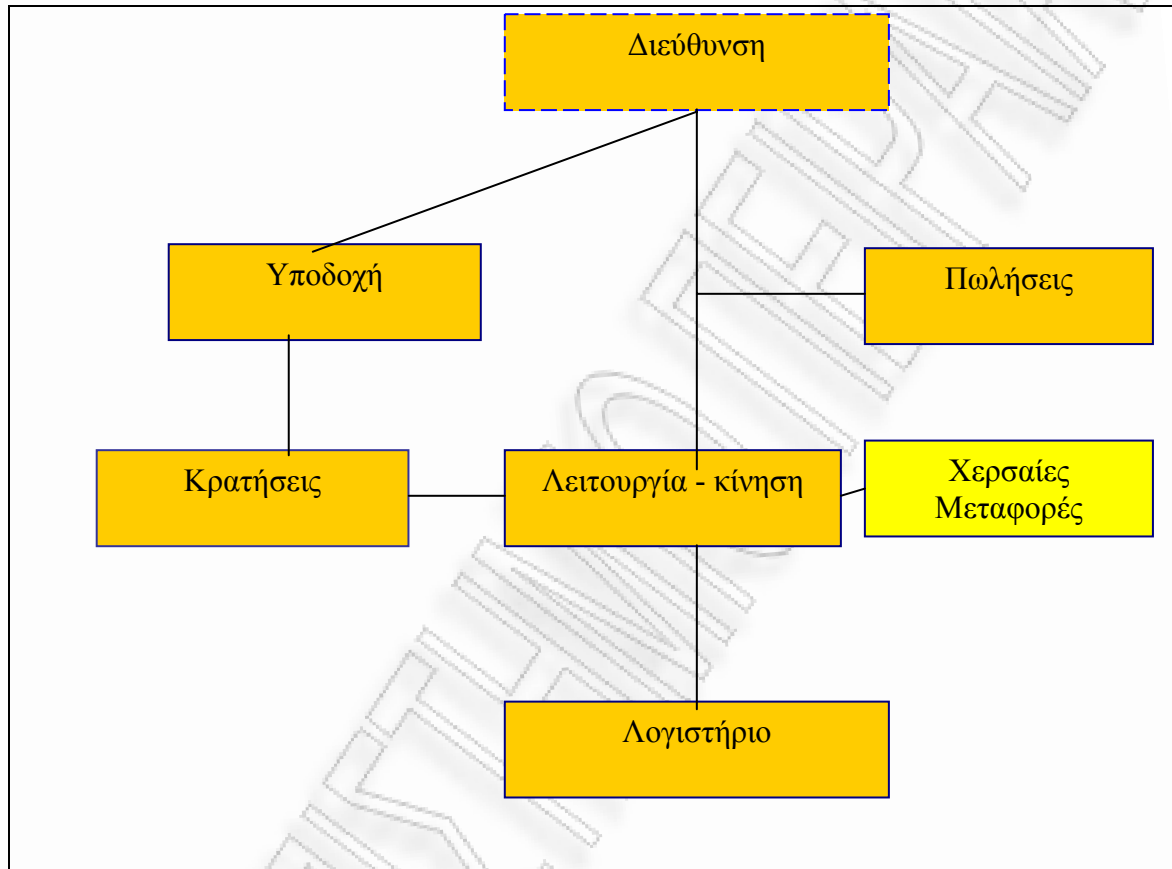 Διεύθυνση
Υποδοχή
Πωλήσεις
Κρατήσεις
Λειτουργία - κίνηση
Χερσαίες
Μεταφορές
Λογιστήριο